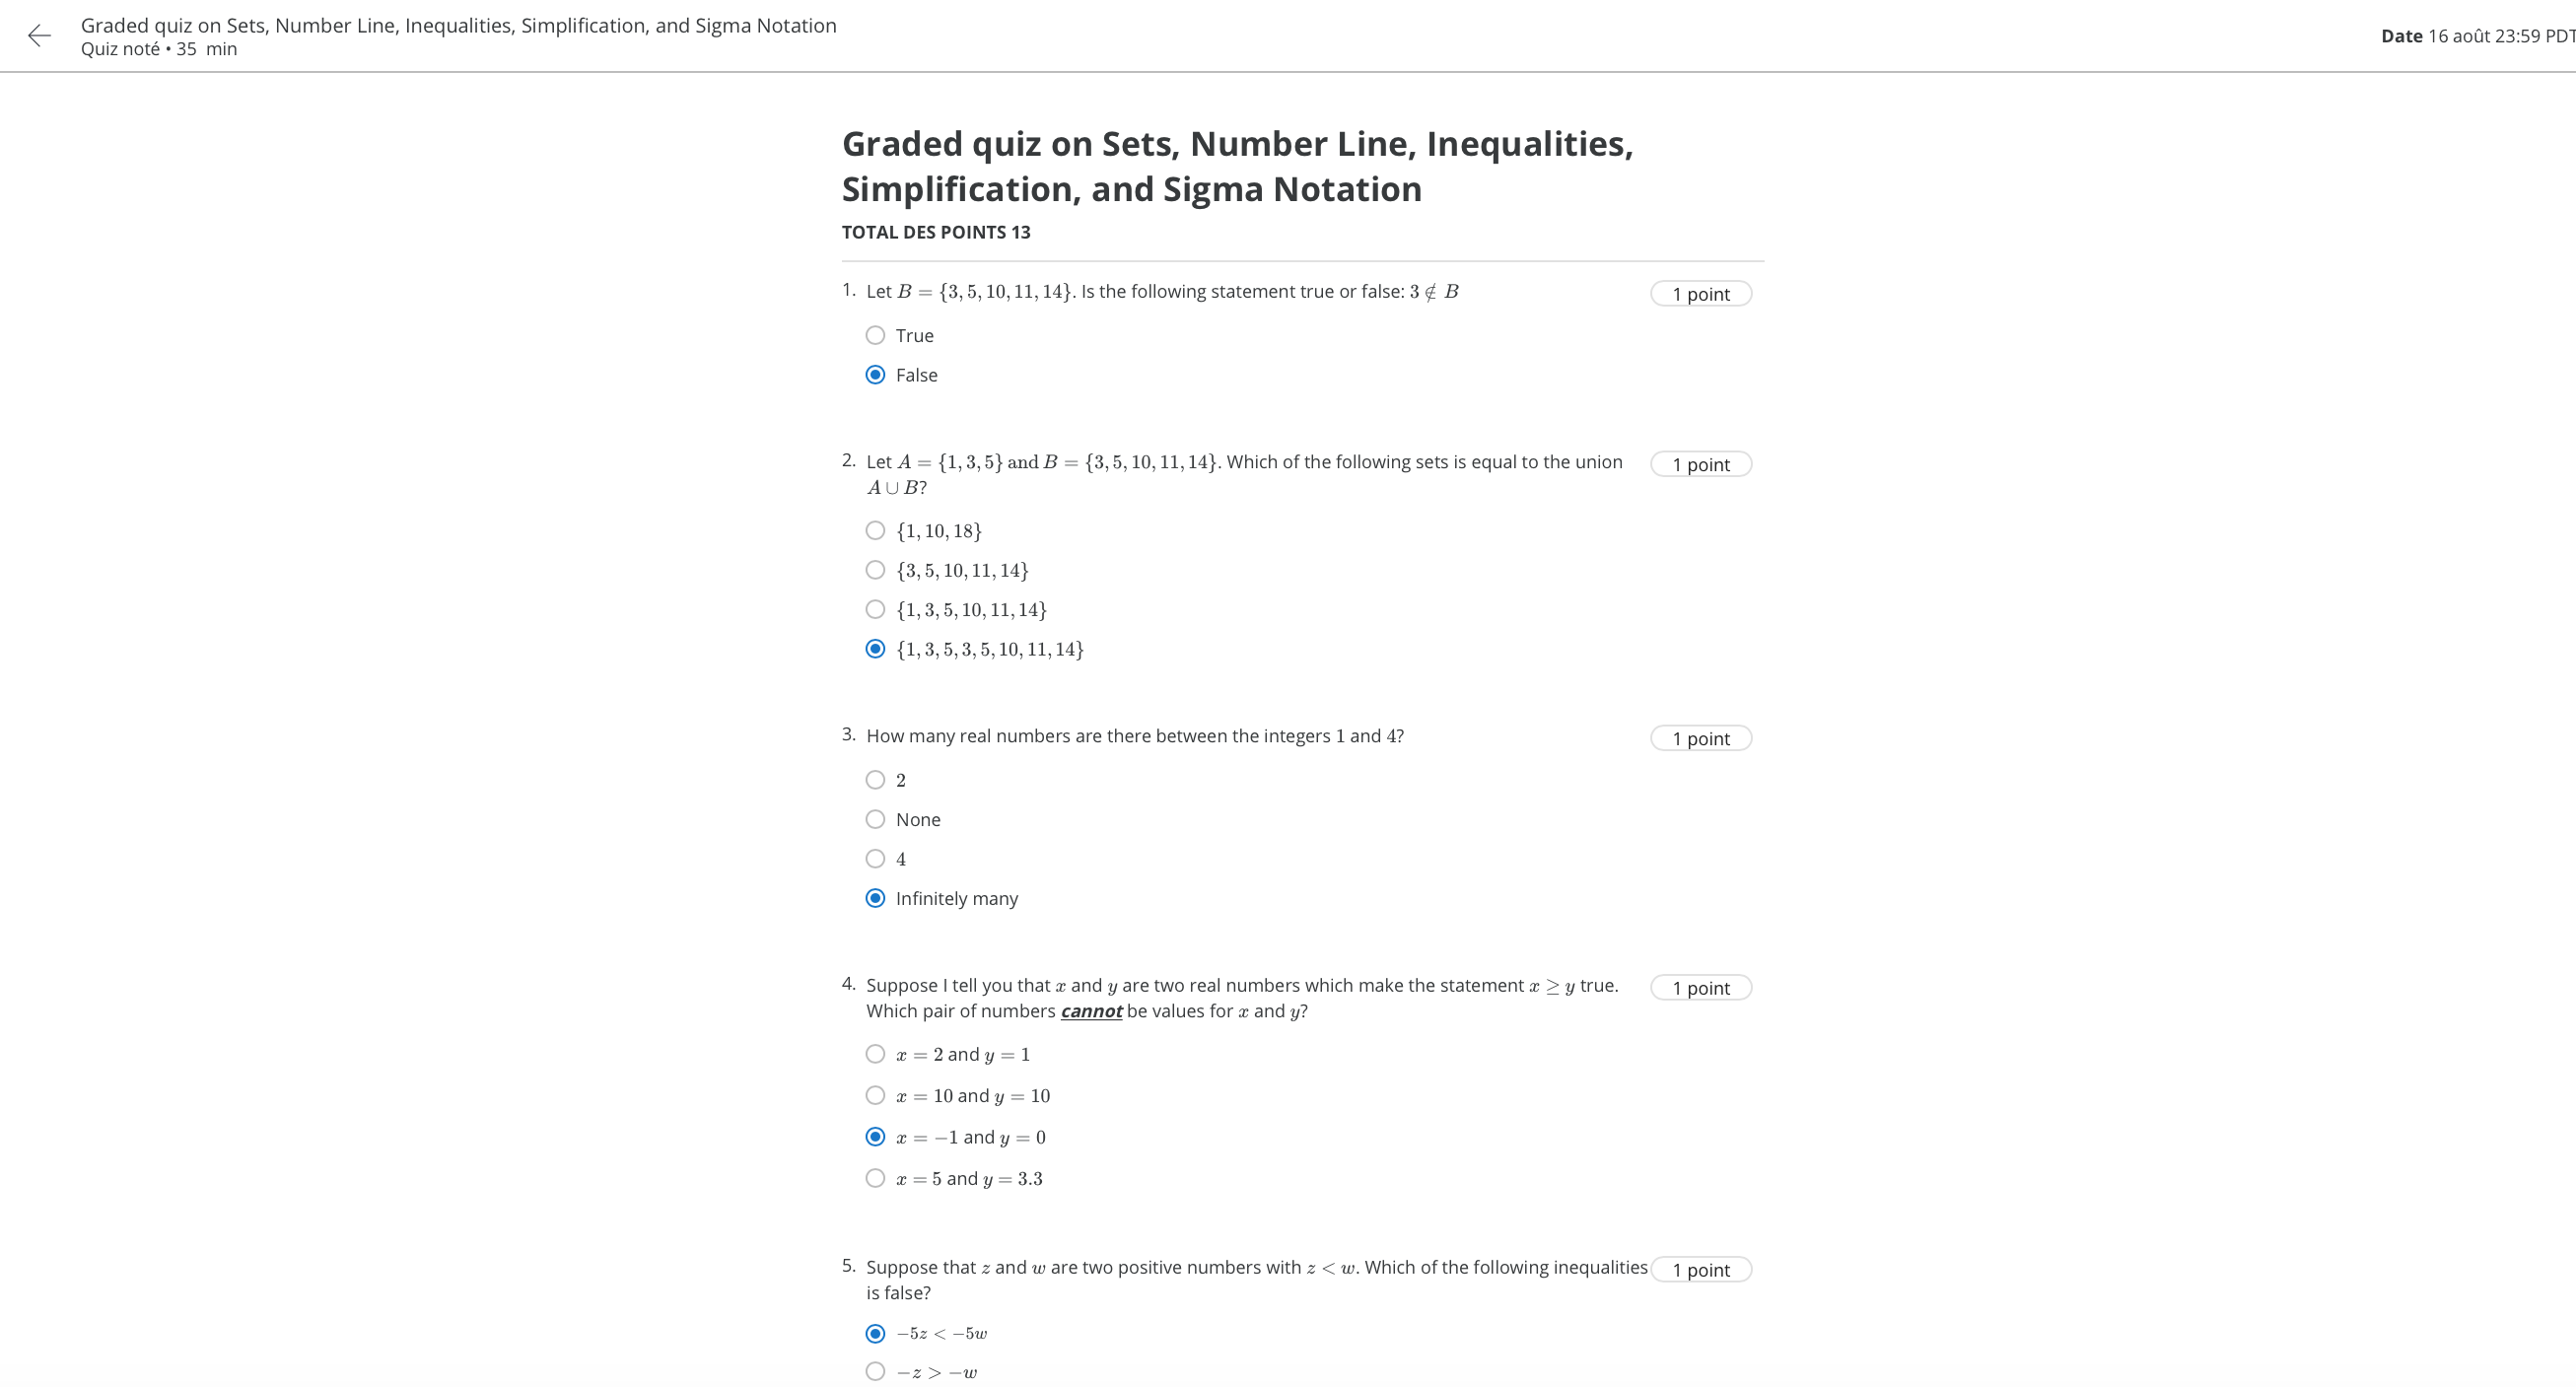 Graded quiz on Sets, Number Line, Inequalities, Simplification, and Sigma Notation
Quiz noté • 35 min
Date 16 août 23:59 PDT
Graded quiz on Sets, Number Line, Inequalities,
Simplification, and Sigma Notation
TOTAL DES POINTS 13
1. Let B = {3, 5, 10, 11, 14}. Is the following statement true or false: 3 ∉ B
1 point
True
False
2. Let A = {1, 3, 5} and B = {3, 5, 10, 11, 14}. Which of the following sets is equal to the union
A ∪ B?
1 point
{1, 10, 18}
{3, 5, 10, 11, 14}
{1, 3, 5, 10, 11, 14}
{1, 3, 5, 3, 5, 10, 11, 14}
3. How many real numbers are there between the integers 1 and 4?
1 point
2
None
4
Infinitely many
4. Suppose I tell you that x and y are two real numbers which make the statement x ≥ y true.
Which pair of numbers cannot be values for x and y?
1 point
x = 2 and y = 1
x = 10 and y = 10
x = −1 and y = 0
x = 5 and y = 3.3
5. Suppose that z and w are two positive numbers with z < w. Which of the following inequalities
is false?
1 point
−5z < −5w
−z > −w